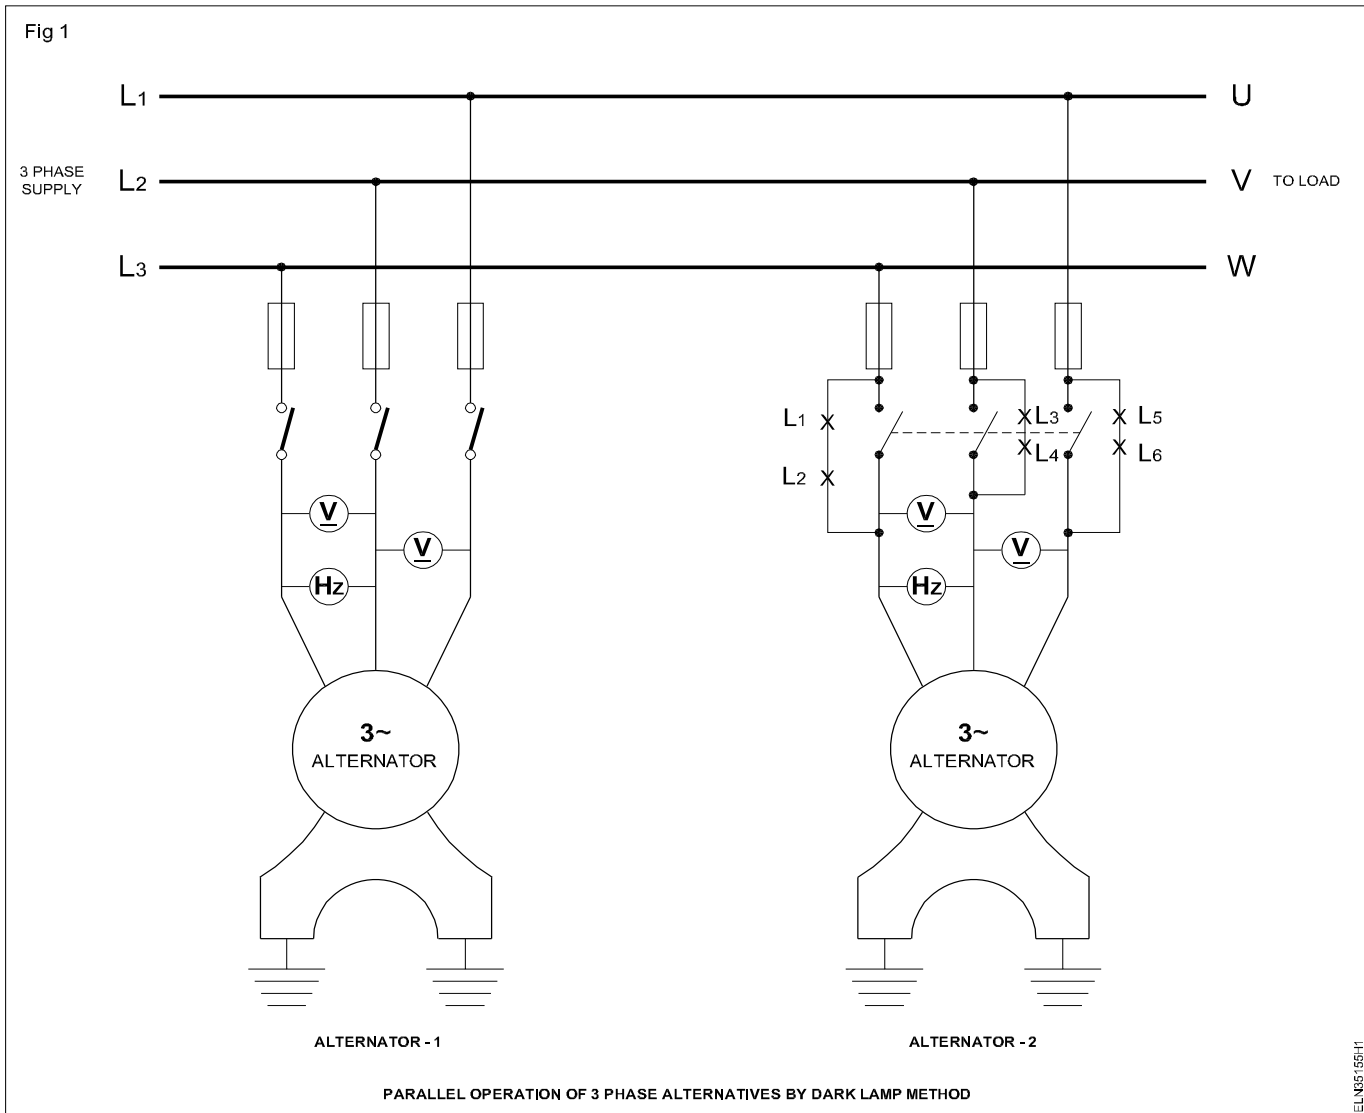 Fig 1
L1 U
3 PHASE
SUPPLY
L2 V TO LOAD
L3 W
L1 L3 L5
L2 L4 L6
V V
V V
Hz Hz
3~ 3~
ALTERNATOR ALTERNATOR
ALTERNATOR - 1 ALTERNATOR - 2
PARALLEL OPERATION OF 3 PHASE ALTERNATIVES BY DARK LAMP METHOD
ELN35155H1